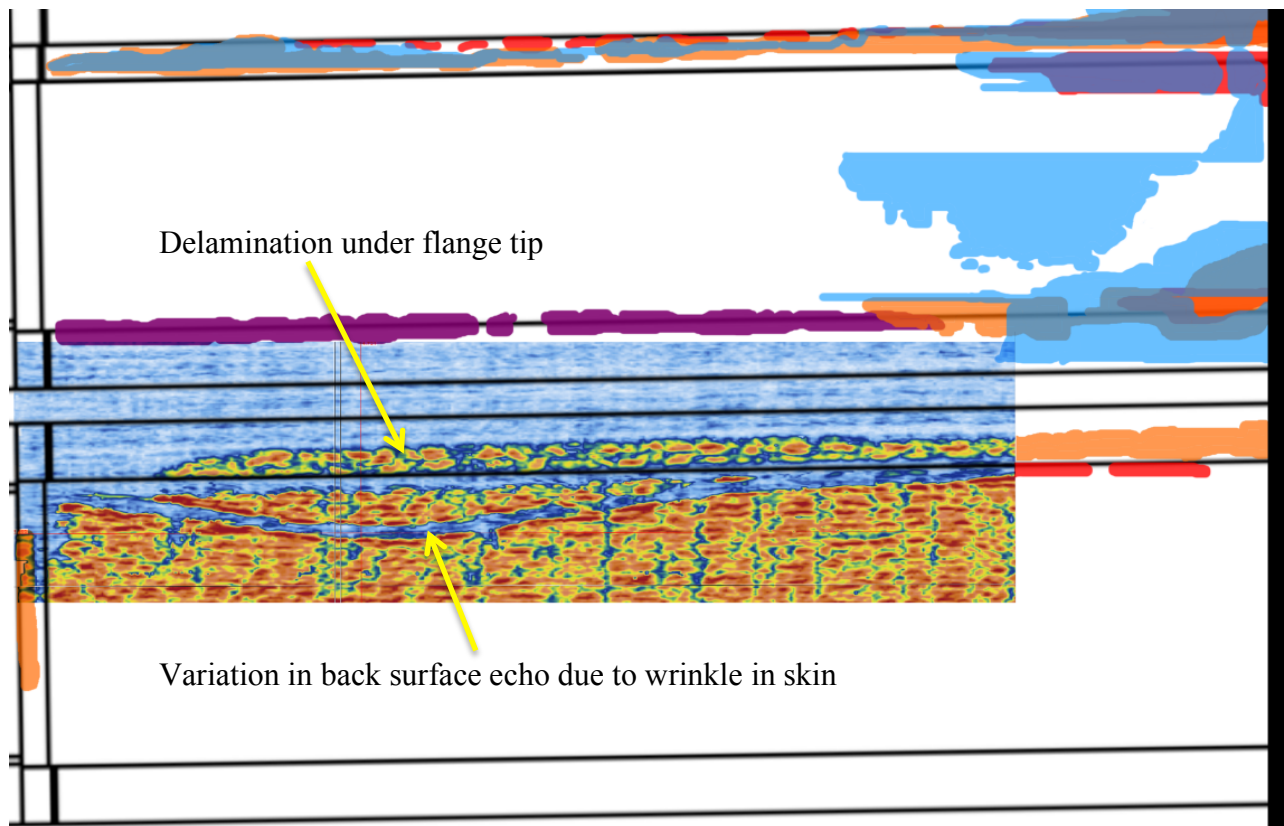 Delamination under flange tip
Variation in back surface echo due to wrinkle in skin